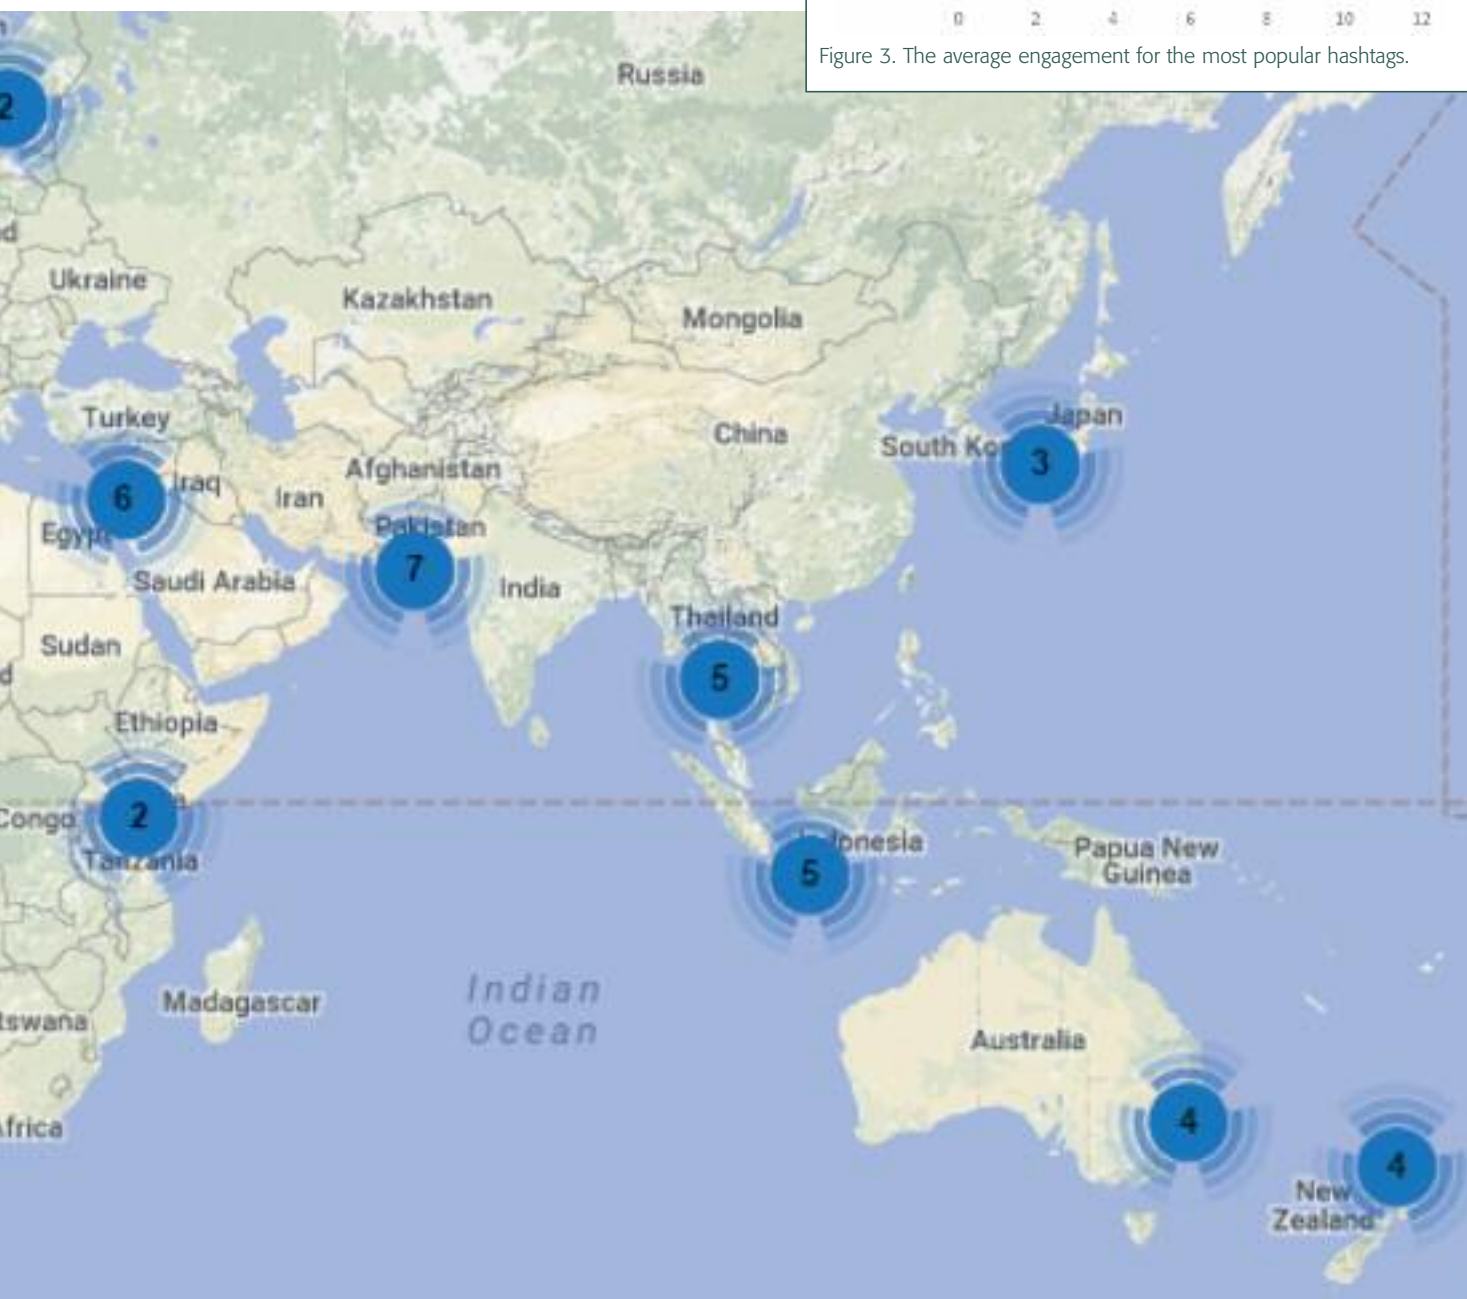 0 2 4 6 8 10 12
Figure 3. The average engagement for the most popular hashtags.
Russia
2
Ukraine
Kazakhstan
Mongolia
Turkey
Japan
China
South Kor
3
Afghanistan
Iraq
Iran
6
Pakistan
Egypt
7
India
Saudi Arabia
Thailand
Sudan
5
Ethiopia
2
Congo
Tanzania
donesia
Papua New
Guinea
5
Indian
Ocean
Madagascar
tswana
Australia
4
Africa
4
New
Zealand